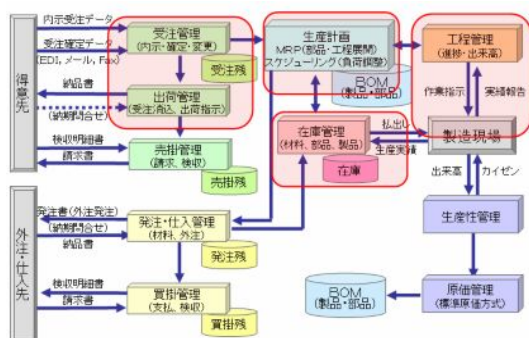 内示受注データ
受注確定データ
(EDI、メール、Fax)
納品書
(納期問合せ)
検収明細書
請求書
得意先
受注管理
(内示・確定・変更)
受注残
出荷管理
(受注消込、出荷指示)
売掛管理
(請求、検収)
売掛残
生産計画
MRP(部品・工程展開)
スケジューリング(負荷調整)
BOM
(製品・部品)
工程管理
(進捗・出来高)
作業指示
実績報告
在庫管理
(材料、部品、製品)
在庫
払出し
生産実績
製造現場
出来高
カイゼン
外注・仕入先
発注書(外注発注)
(納期問合せ)
納品書
検収明細書
請求書
発注・仕入管理
(材料、外注)
発注残
買掛管理
(支払、検収)
買掛残
生産性管理
原価管理
(標準原価方式)
BOM
(製品・部品)